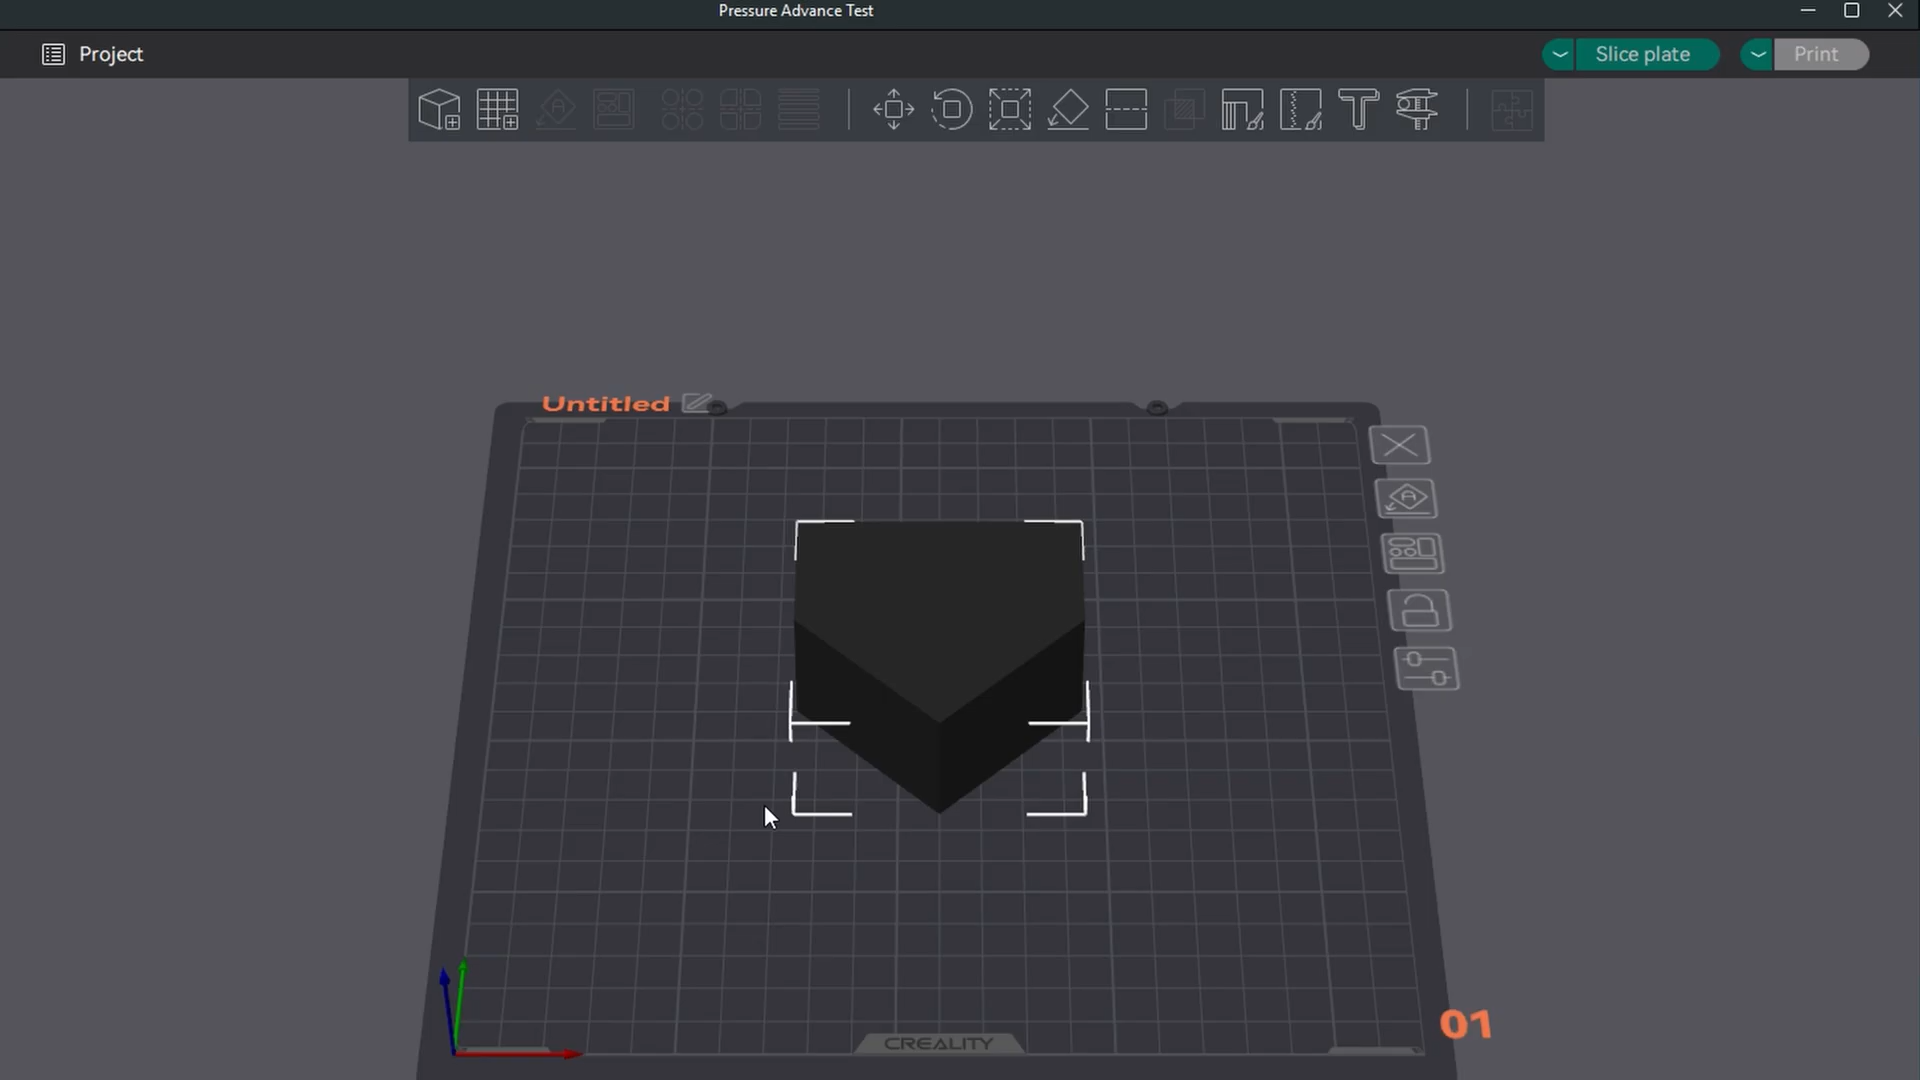 Pressure Advance Test
Project
Slice plate
Print
Untitled
CREALITY
01